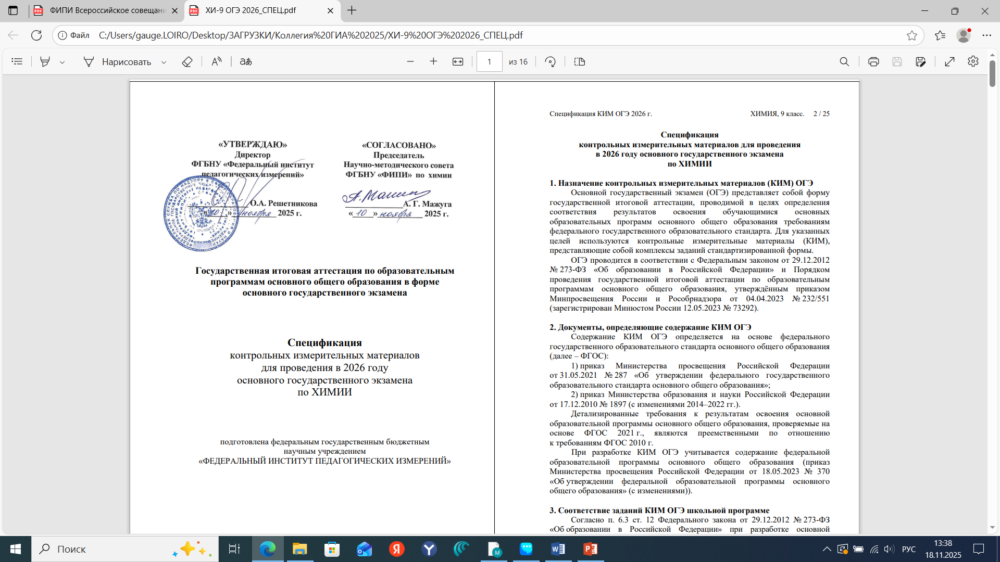 ФИПИ Всероссийское совещани
ХИ-9 ОГЭ 2026_СПЕЦ.pdf
Файл
C:/Users/gauge.LOIRO/Desktop/ЗАГРУЗКИ/Коллегия%20ГИА%202025/ХИ-9%20ОГЭ%202026_СПЕЦ.pdf
Нарисовать
1 из 16
«УТВЕРЖДАЮ»
Директор
ФГБНУ «Федеральный институт
педагогических измерений»
О.А. Решетникова
«10» ноября 2025 г.
«СОГЛАСОВАНО»
Председатель
Научно-методического совета
ФГБНУ «ФИПИ» по химии
А. Г. Мажуга
«10» ноября 2025 г.
Государственная итоговая аттестация по образовательным
программам основного общего образования в форме
основного государственного экзамена
Спецификация
контрольных измерительных материалов
для проведения в 2026 году
основного государственного экзамена
по ХИМИИ
подготовлена федеральным государственным бюджетным
научным учреждением
«ФЕДЕРАЛЬНЫЙ ИНСТИТУТ ПЕДАГОГИЧЕСКИХ ИЗМЕРЕНИЙ»
Спецификация КИМ ОГЭ 2026 г. ХИМИЯ, 9 класс. 2 / 25
Спецификация
контрольных измерительных материалов для проведения
в 2026 году основного государственного экзамена
по ХИМИИ
1. Назначение контрольных измерительных материалов (КИМ) ОГЭ
Основной государственный экзамен (ОГЭ) представляет собой форму
государственной итоговой аттестации, проводимой в целях определения
соответствия результатов освоения обучающимися основных
образовательных программ основного общего образования требованиям
федерального государственного образовательного стандарта. Для указанных
целей используются контрольные измерительные материалы (КИМ),
представляющие собой комплексы заданий стандартизированной формы.
ОГЭ проводится в соответствии с Федеральным законом от 29.12.2012
№ 273-ФЗ «Об образовании в Российской Федерации» и Порядком
проведения государственной итоговой аттестации по образовательным
программам основного общего образования, утверждённым приказом
Минпросвещения России и Рособрнадзора от 04.04.2023 № 232/551
(зарегистрирован Минюстом России 12.05.2023 № 73292).
2. Документы, определяющие содержание КИМ ОГЭ
Содержание КИМ ОГЭ определяется на основе федерального
государственного образовательного стандарта основного общего образования
(далее – ФГОС):
1) приказ Министерства просвещения Российской Федерации
от 31.05.2021 № 287 «Об утверждении федерального государственного
образовательного стандарта основного общего образования»;
2) приказ Министерства образования и науки Российской Федерации
от 17.12.2010 № 1897 (с изменениями 2014–2022 гг.).
Детализированные требования к результатам освоения основной
образовательной программы основного общего образования, проверяемые на
основе ФГОС 2021 г., являются преемственными по отношению
к требованиям ФГОС 2010 г.
При разработке КИМ ОГЭ учитывается содержание федеральной
образовательной программы основного общего образования (приказ
Министерства просвещения Российской Федерации от 18.05.2023 № 370
«Об утверждении федеральной образовательной программы основного
общего образования» (с изменениями)).
3. Соответствие заданий КИМ ОГЭ школьной программе
Согласно п. 6.3 ст. 12 Федерального закона от 29.12.2012 № 273-ФЗ
«Об образовании в Российской Федерации» при разработке основной
Поиск
РУС
13:38
18.11.2025